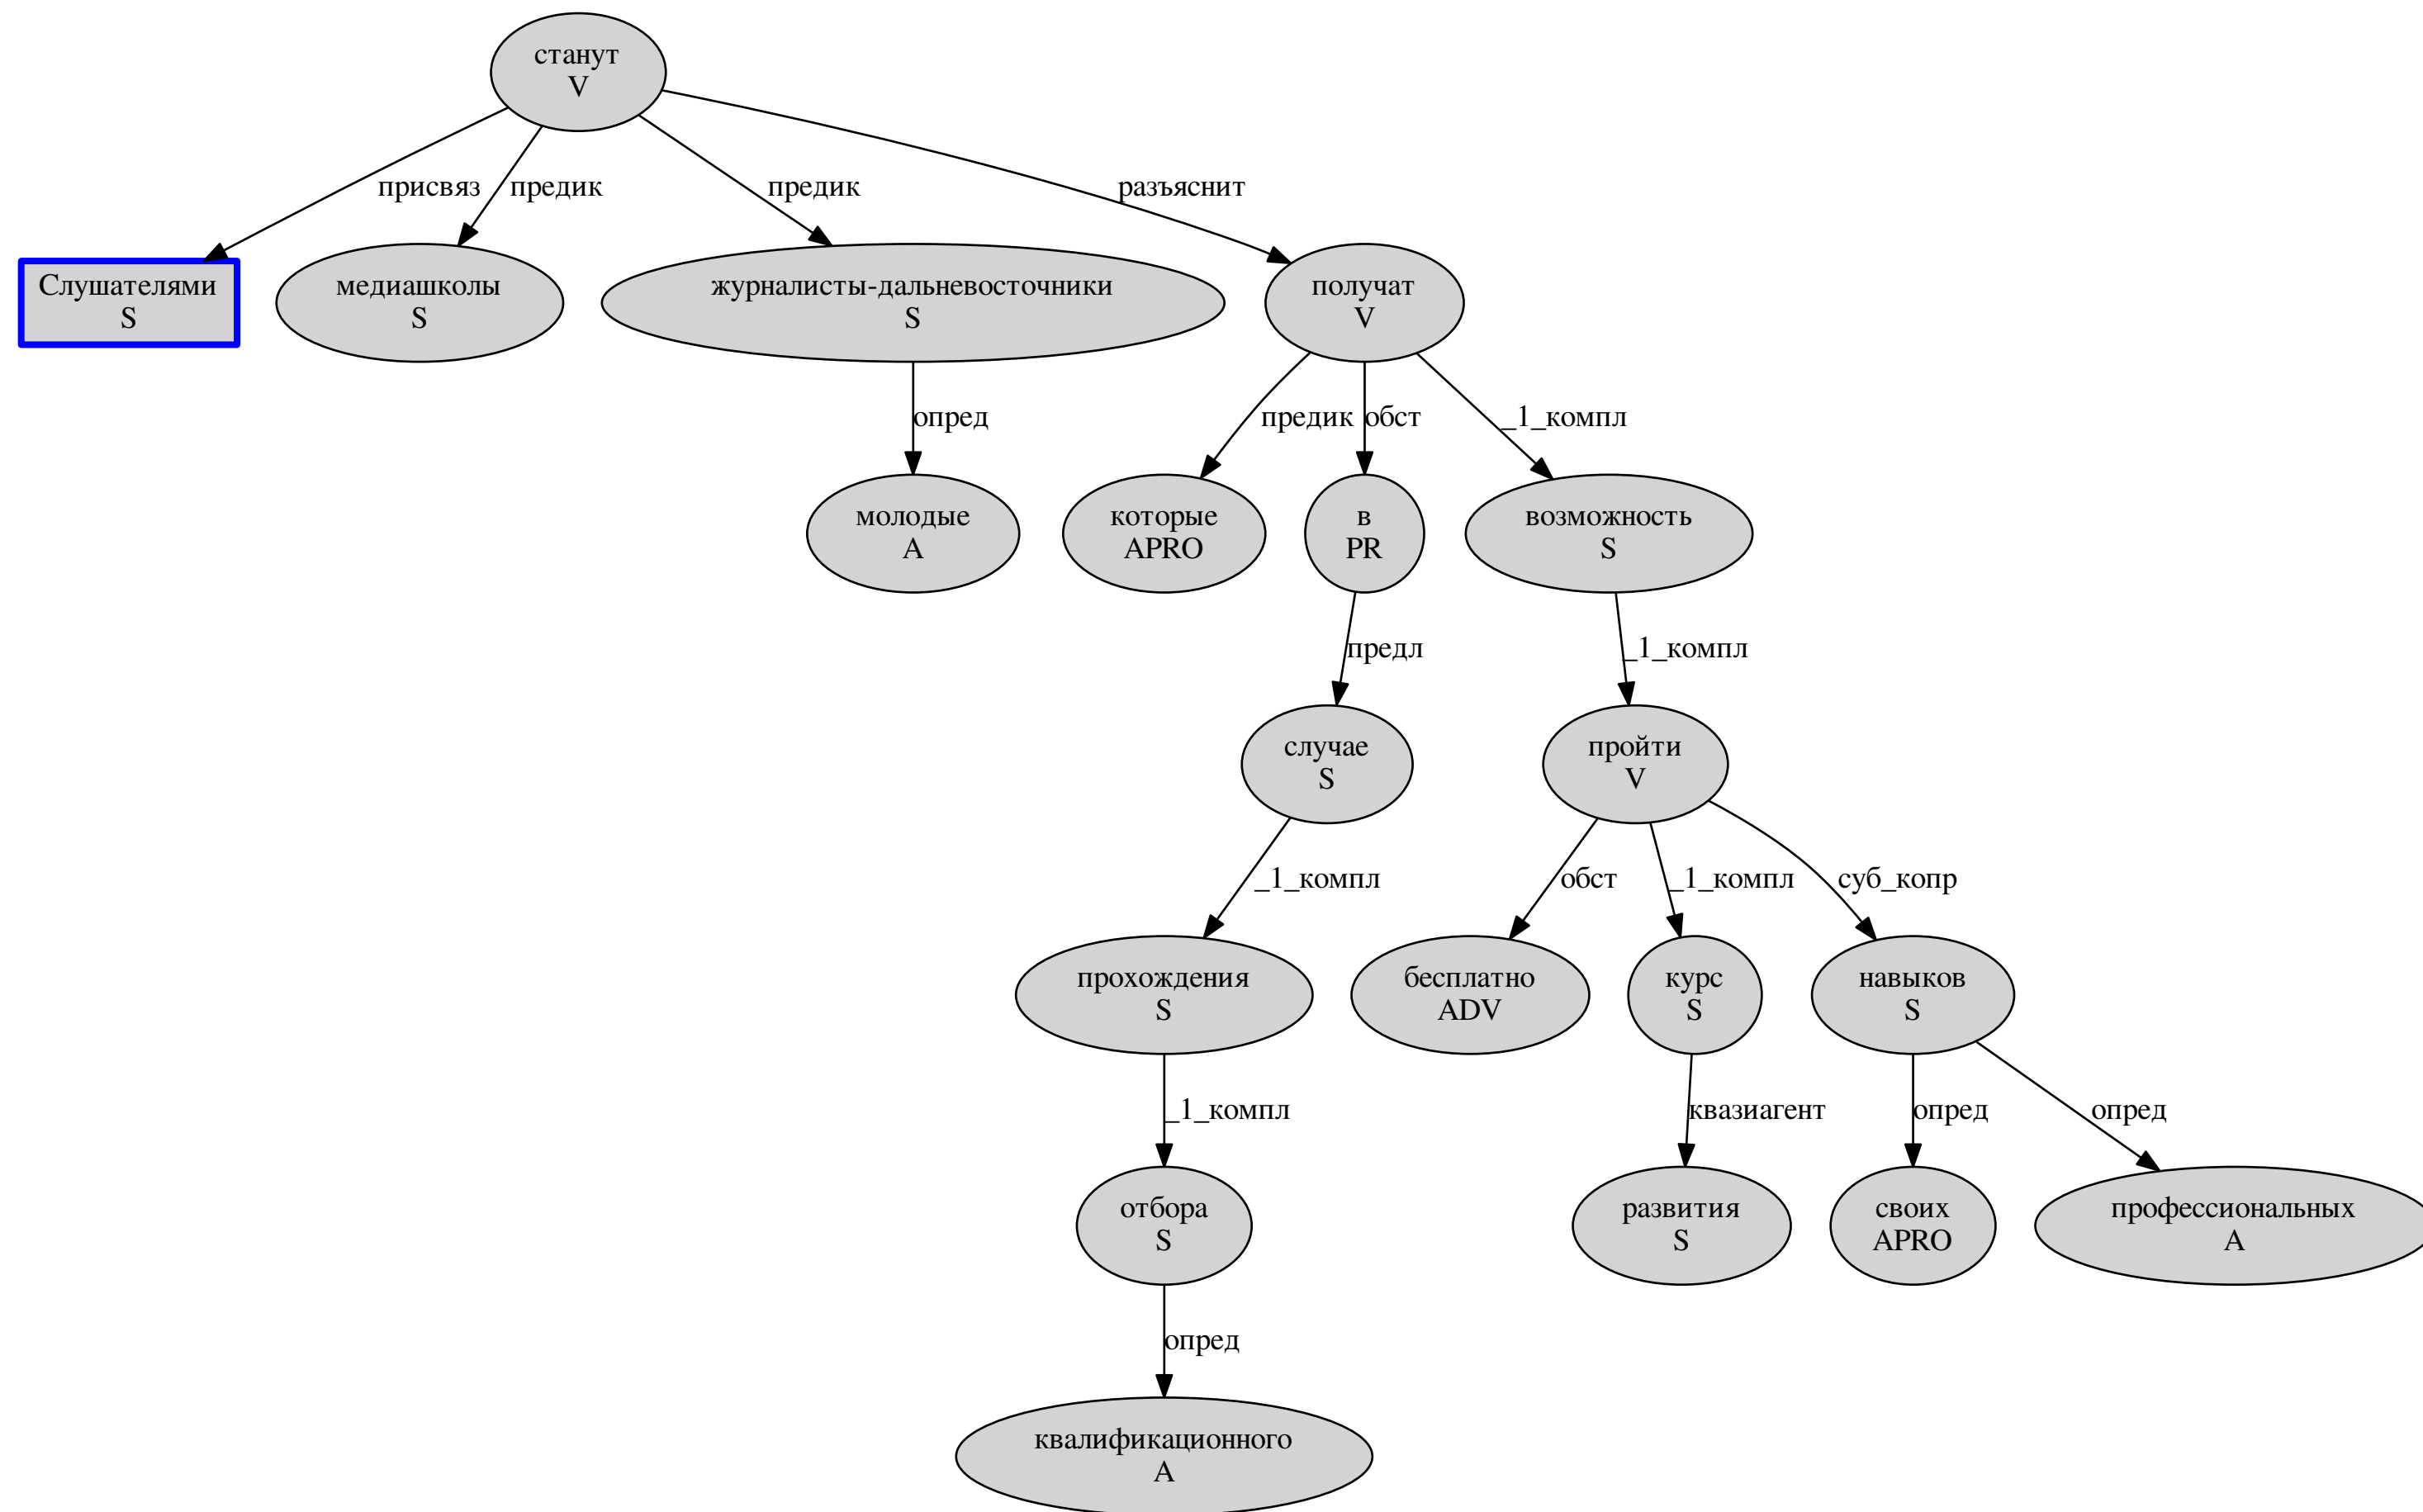 станут
V
присвяз
предик
предик
разъяснит
Слушателями
S
медиашколы
S
журналисты-дальневосточники
S
получат
V
опред
предик
обст
_1_компл
молодые
A
которые
APRO
в
PR
возможность
S
предл
_1_компл
случае
S
пройти
V
_1_компл
обст
_1_компл
суб_копр
прохождения
S
бесплатно
ADV
курс
S
навыков
S
_1_компл
квазиагент
опред
опред
отбора
S
развития
S
своих
APRO
профессиональных
A
опред
квалификационного
A